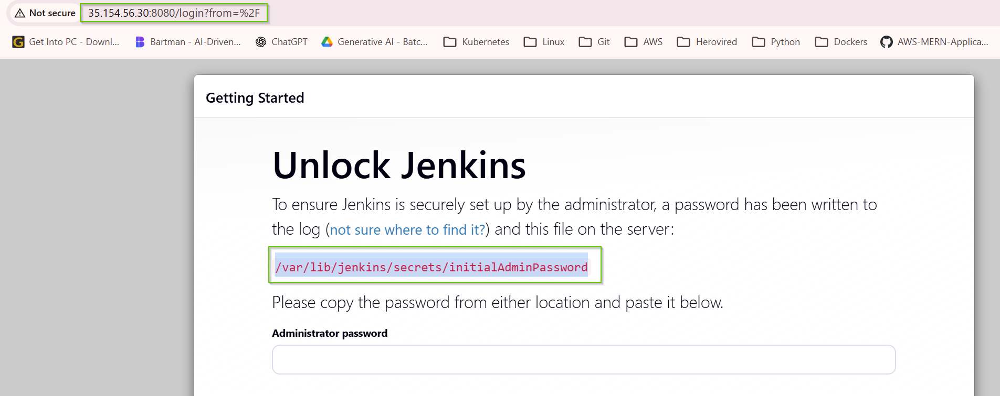 Not secure 35.154.56.30:8080/login?from=%2F
Get Into PC - Downl... Bartman - AI-Driven... ChatGPT Generative AI - Batc... Kubernetes Linux Git AWS Herovired Python Dockers AWS-MERN-Applica...
Getting Started
Unlock Jenkins
To ensure Jenkins is securely set up by the administrator, a password has been written to
the log (not sure where to find it?) and this file on the server:
/var/lib/jenkins/secrets/initialAdminPassword
Please copy the password from either location and paste it below.
Administrator password